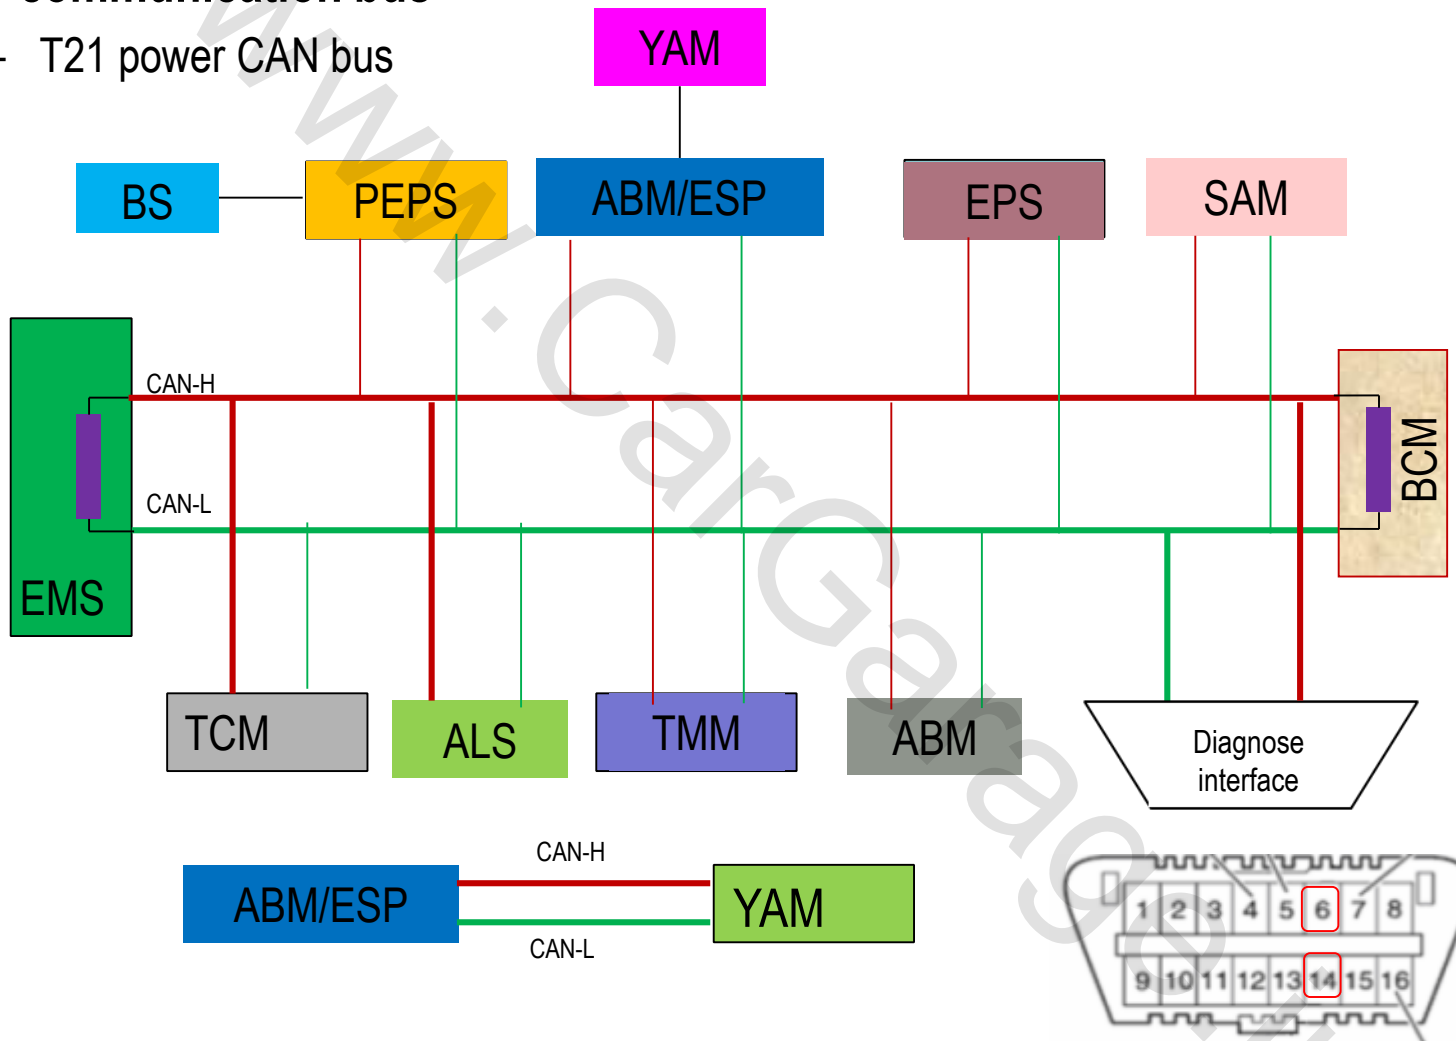 communication bus
- T21 power CAN bus
YAM
BS
PEPS
ABM/ESP
EPS
SAM
CAN-H
CAN-L
EMS
BCM
TCM
ALS
TMM
ABM
Diagnose
interface
CAN-H
ABM/ESP
YAM
CAN-L
1 2 3 4 5 6 7 8
9 10 11 12 13 14 15 16
www.CarGarage